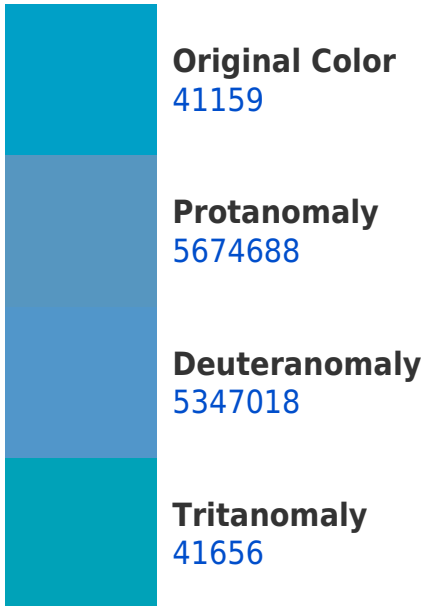 Original Color
41159
Protanomaly
5674688
Deuteranomaly
5347018
Tritanomaly
41656